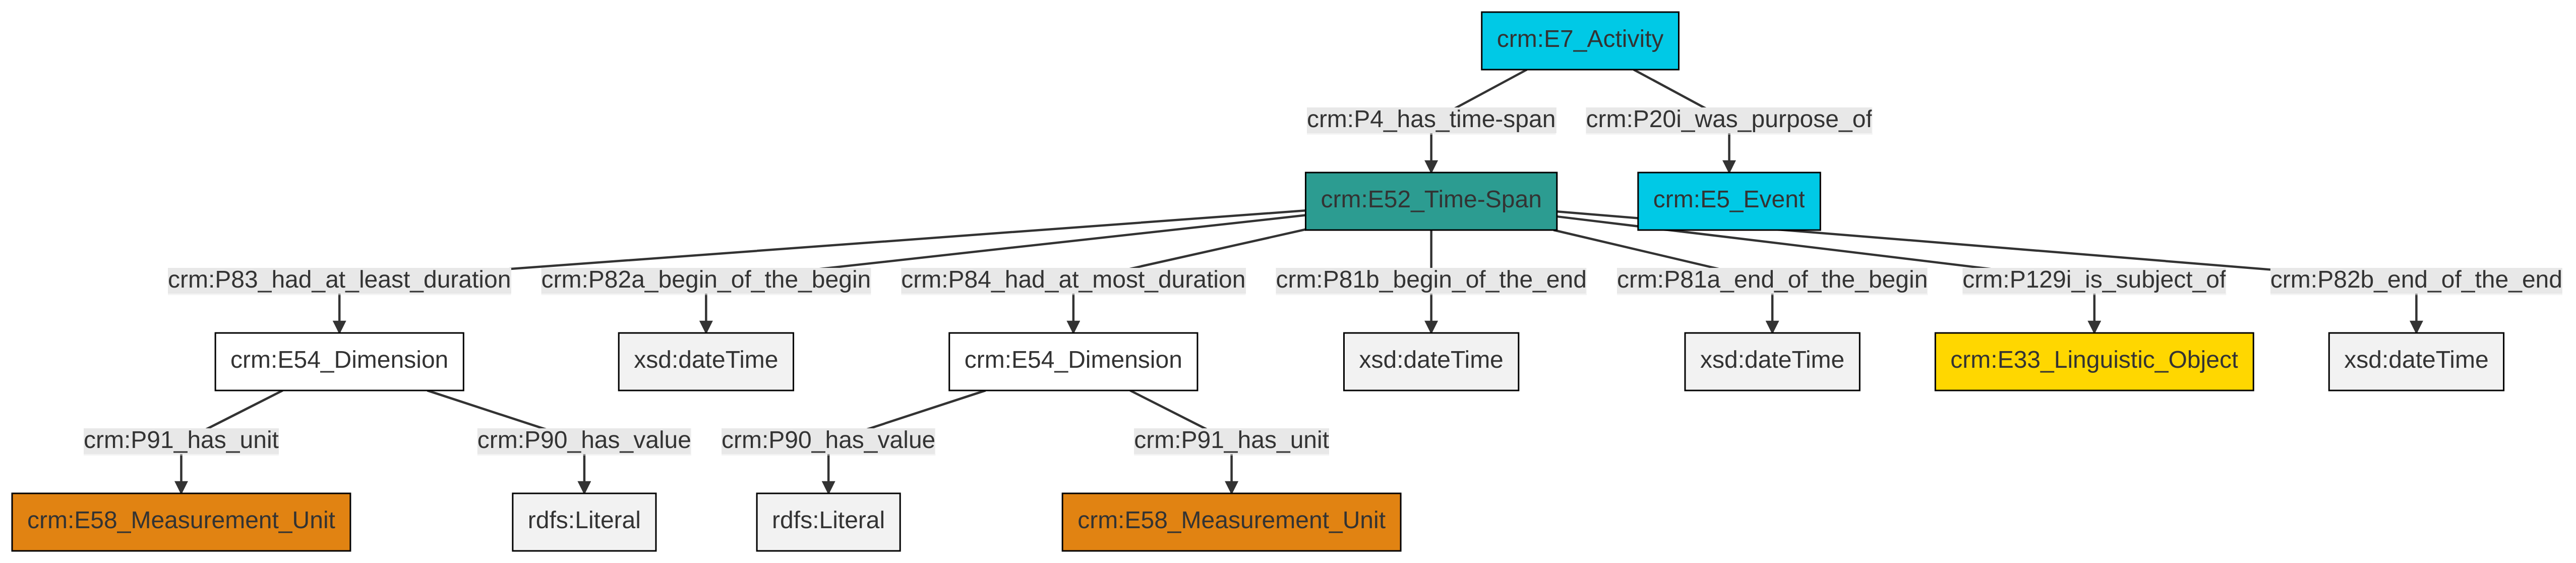 crm:E7_Activity
crm:P4_has_time-span
crm:P20i_was_purpose_of
crm:E52_Time-Span
crm:E5_Event
crm:P83_had_at_least_duration
crm:P82a_begin_of_the_begin
crm:P84_had_at_most_duration
crm:P81b_begin_of_the_end
crm:P81a_end_of_the_begin
crm:P129i_is_subject_of
crm:P82b_end_of_the_end
crm:E54_Dimension
xsd:dateTime
crm:E54_Dimension
xsd:dateTime
xsd:dateTime
crm:E33_Linguistic_Object
xsd:dateTime
crm:P91_has_unit
crm:P90_has_value
crm:P90_has_value
crm:P91_has_unit
crm:E58_Measurement_Unit
rdfs:Literal
rdfs:Literal
crm:E58_Measurement_Unit